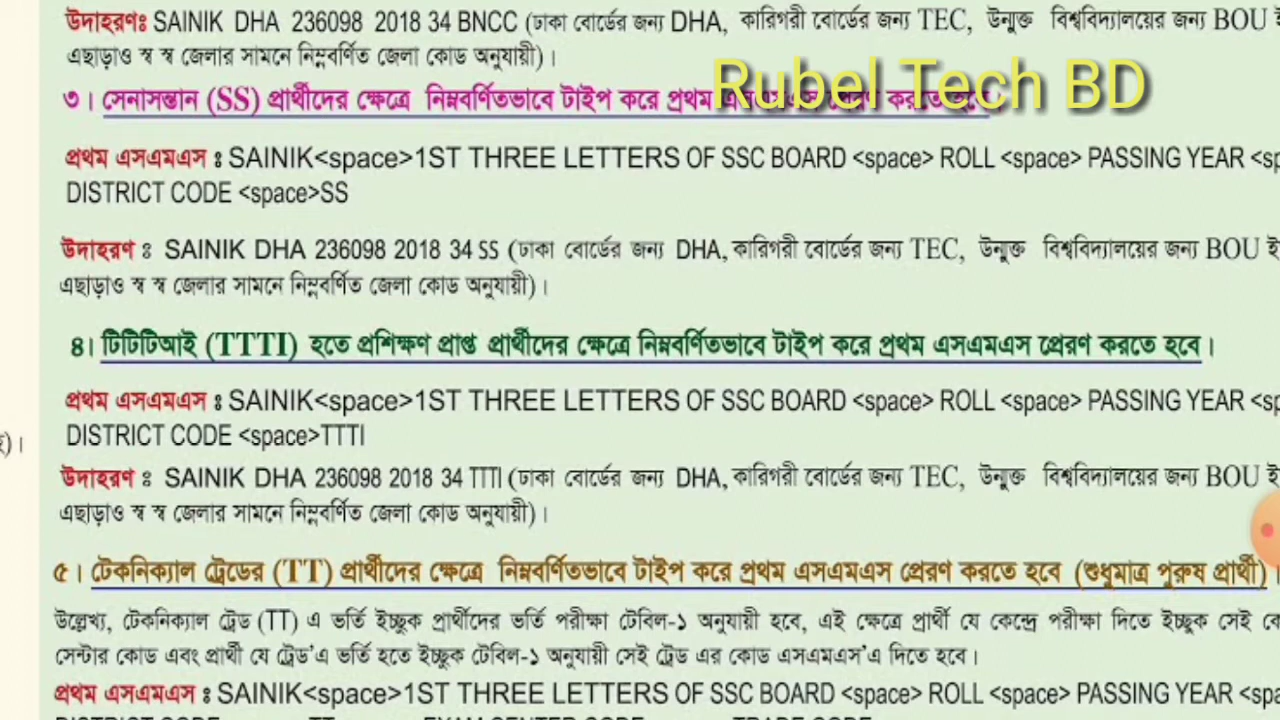 উদাহরণঃ SAINIK DHA 236098 2018 34 BNCC (ঢাকা বোর্ডের জন্য DHA, কারিগরী বোর্ডের জন্য TEC, উন্মুক্ত বিশ্ববিদ্যালয়ের জন্য BOU
এছাড়াও স্ব স্ব জেলার সামনে নিম্নবর্ণিত জেলা কোড অনুযায়ী)।
Rubel Tech BD
৩। সেনাসন্তান (SS) প্রার্থীদের ক্ষেত্রে নিম্নবর্ণিতভাবে টাইপ করে প্রথম এসএমএস প্রেরণ করতে হবে।
প্রথম এসএমএস ঃ SAINIK<space>1ST THREE LETTERS OF SSC BOARD <space> ROLL <space> PASSING YEAR
DISTRICT CODE <space>SS
উদাহরণ ঃ SAINIK DHA 236098 2018 34 SS (ঢাকা বোর্ডের জন্য DHA, কারিগরী বোর্ডের জন্য TEC, উন্মুক্ত বিশ্ববিদ্যালয়ের জন্য BOU
এছাড়াও স্ব স্ব জেলার সামনে নিম্নবর্ণিত জেলা কোড অনুযায়ী)।
৪। টিটিটিআই (TTTI) হতে প্রশিক্ষণ প্রাপ্ত প্রার্থীদের ক্ষেত্রে নিম্নবর্ণিতভাবে টাইপ করে প্রথম এসএমএস প্রেরণ করতে হবে।
প্রথম এসএমএস ঃ SAINIK<space>1ST THREE LETTERS OF SSC BOARD <space> ROLL <space> PASSING YEAR
DISTRICT CODE <space>TTTI
উদাহরণ ঃ SAINIK DHA 236098 2018 34 TTTI (ঢাকা বোর্ডের জন্য DHA, কারিগরী বোর্ডের জন্য TEC, উন্মুক্ত বিশ্ববিদ্যালয়ের জন্য BOU
এছাড়াও স্ব স্ব জেলার সামনে নিম্নবর্ণিত জেলা কোড অনুযায়ী)।
৫। টেকনিক্যাল ট্রেডের (TT) প্রার্থীদের ক্ষেত্রে নিম্নবর্ণিতভাবে টাইপ করে প্রথম এসএমএস প্রেরণ করতে হবে (শুধুমাত্র পুরুষ প্রার্থী)।
উল্লেখ্য, টেকনিক্যাল ট্রেড (TT) এ ভর্তি ইচ্ছুক প্রার্থীদের ভর্তি পরীক্ষা টেবিল-১ অনুযায়ী হবে, এই ক্ষেত্রে প্রার্থী যে কেন্দ্রে পরীক্ষা দিতে ইচ্ছুক সেই
সেন্টার কোড এবং প্রার্থী যে ট্রেড'এ ভর্তি হতে ইচ্ছুক টেবিল-১ অনুযায়ী সেই ট্রেড এর কোড এসএমএস'এ দিতে হবে।
প্রথম এসএমএস ঃ SAINIK<space>1ST THREE LETTERS OF SSC BOARD <space> ROLL <space> PASSING YEAR